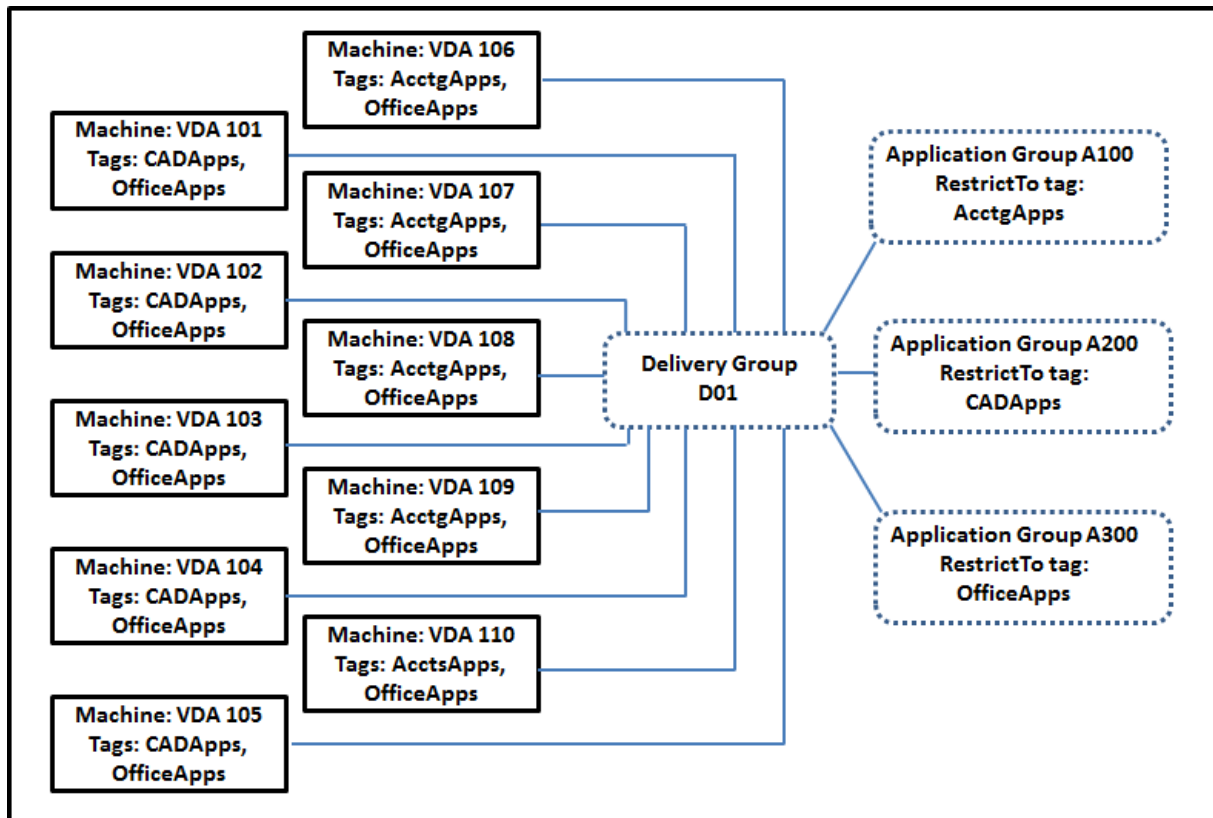 Machine: VDA 106
Tags: AcctgApps,
OfficeApps
Machine: VDA 101
Tags: CADApps,
OfficeApps
Machine: VDA 107
Tags: AcctgApps,
OfficeApps
Machine: VDA 102
Tags: CADApps,
OfficeApps
Machine: VDA 108
Tags: AcctgApps,
OfficeApps
Machine: VDA 103
Tags: CADApps,
OfficeApps
Machine: VDA 109
Tags: AcctgApps,
OfficeApps
Machine: VDA 104
Tags: CADApps,
OfficeApps
Machine: VDA 110
Tags: AcctsApps,
OfficeApps
Machine: VDA 105
Tags: CADApps,
OfficeApps
Delivery Group
D01
Application Group A100
RestrictTo tag:
AcctgApps
Application Group A200
RestrictTo tag:
CADApps
Application Group A300
RestrictTo tag:
OfficeApps